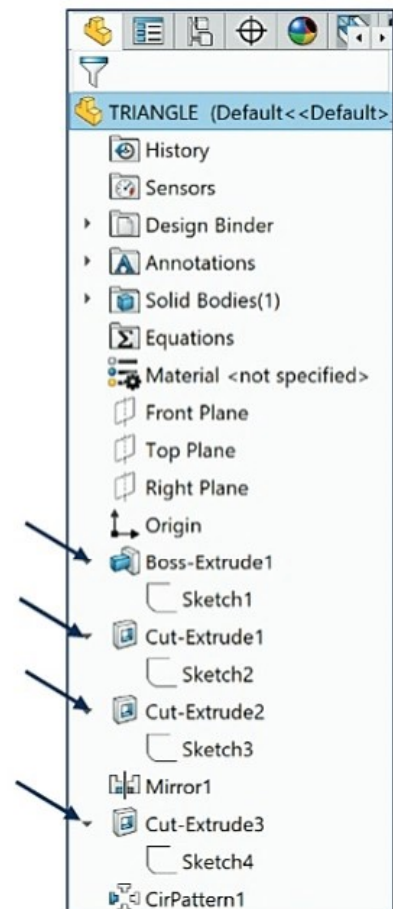 TRIANGLE (Default<<Default>
History
Sensors
Design Binder
Annotations
Solid Bodies(1)
Equations
Material <not specified>
Front Plane
Top Plane
Right Plane
Origin
Boss-Extrude1
Sketch1
Cut-Extrude1
Sketch2
Cut-Extrude2
Sketch3
Mirror1
Cut-Extrude3
Sketch4
CirPattern1